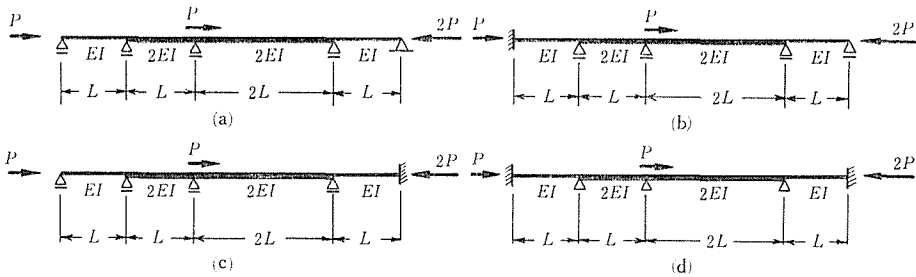 P P 2P P P 2P
EI 2EI 2EI EI EI 2EI 2EI EI
L L 2L L L L 2L L
(a) (b)
P P 2P P P 2P
EI 2EI 2EI EI EI 2EI 2EI EI
L L 2L L L L 2L L
(c) (d)